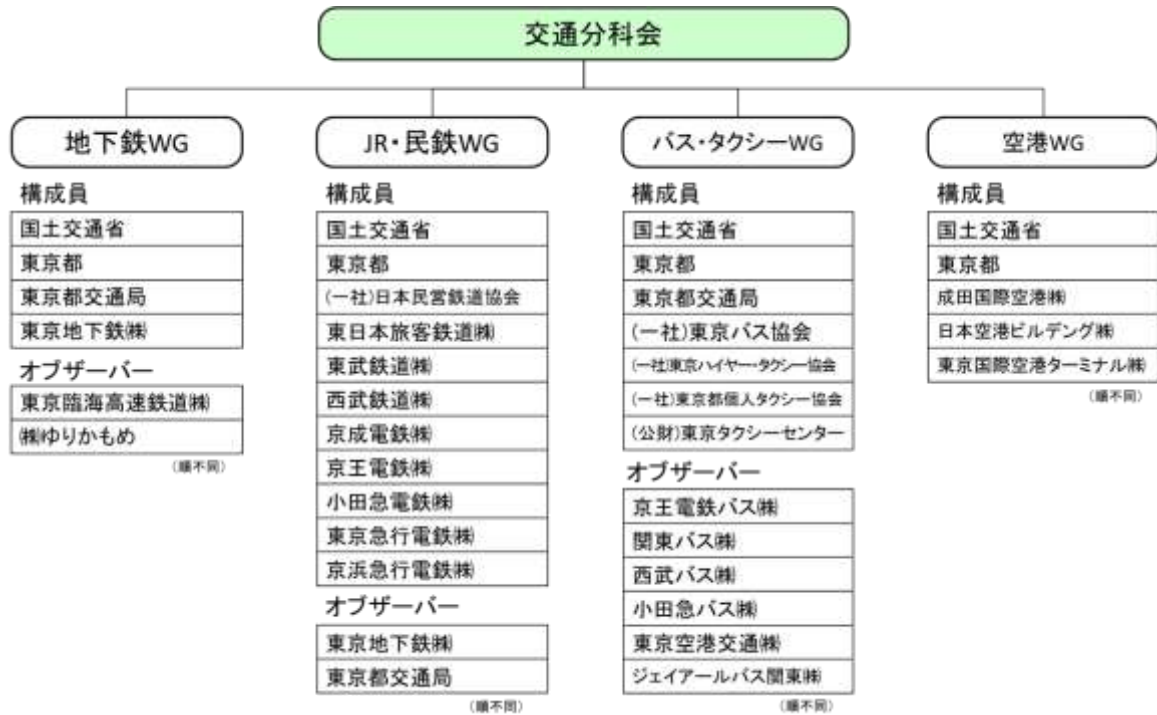 交通分科会
地下鉄WG
構成員
国土交通省
東京都
東京都交通局
東京地下鉄㈱
オブザーバー
東京臨海高速鉄道㈱
㈱ゆりかもめ
(順不同)
JR・民鉄WG
構成員
国土交通省
東京都
(一社)日本民営鉄道協会
東日本旅客鉄道㈱
東武鉄道㈱
西武鉄道㈱
京成電鉄㈱
京王電鉄㈱
小田急電鉄㈱
東京急行電鉄㈱
京浜急行電鉄㈱
オブザーバー
東京地下鉄㈱
東京都交通局
(順不同)
バス・タクシーWG
構成員
国土交通省
東京都
東京都交通局
(一社)東京バス協会
(一社)東京ハイヤー・タクシー協会
(一社)東京都個人タクシー協会
(公財)東京タクシーセンター
オブザーバー
京王電鉄バス㈱
関東バス㈱
西武バス㈱
小田急バス㈱
東京空港交通㈱
ジェイアールバス関東㈱
(順不同)
空港WG
構成員
国土交通省
東京都
成田国際空港㈱
日本空港ビルデング㈱
東京国際空港ターミナル㈱
(順不同)